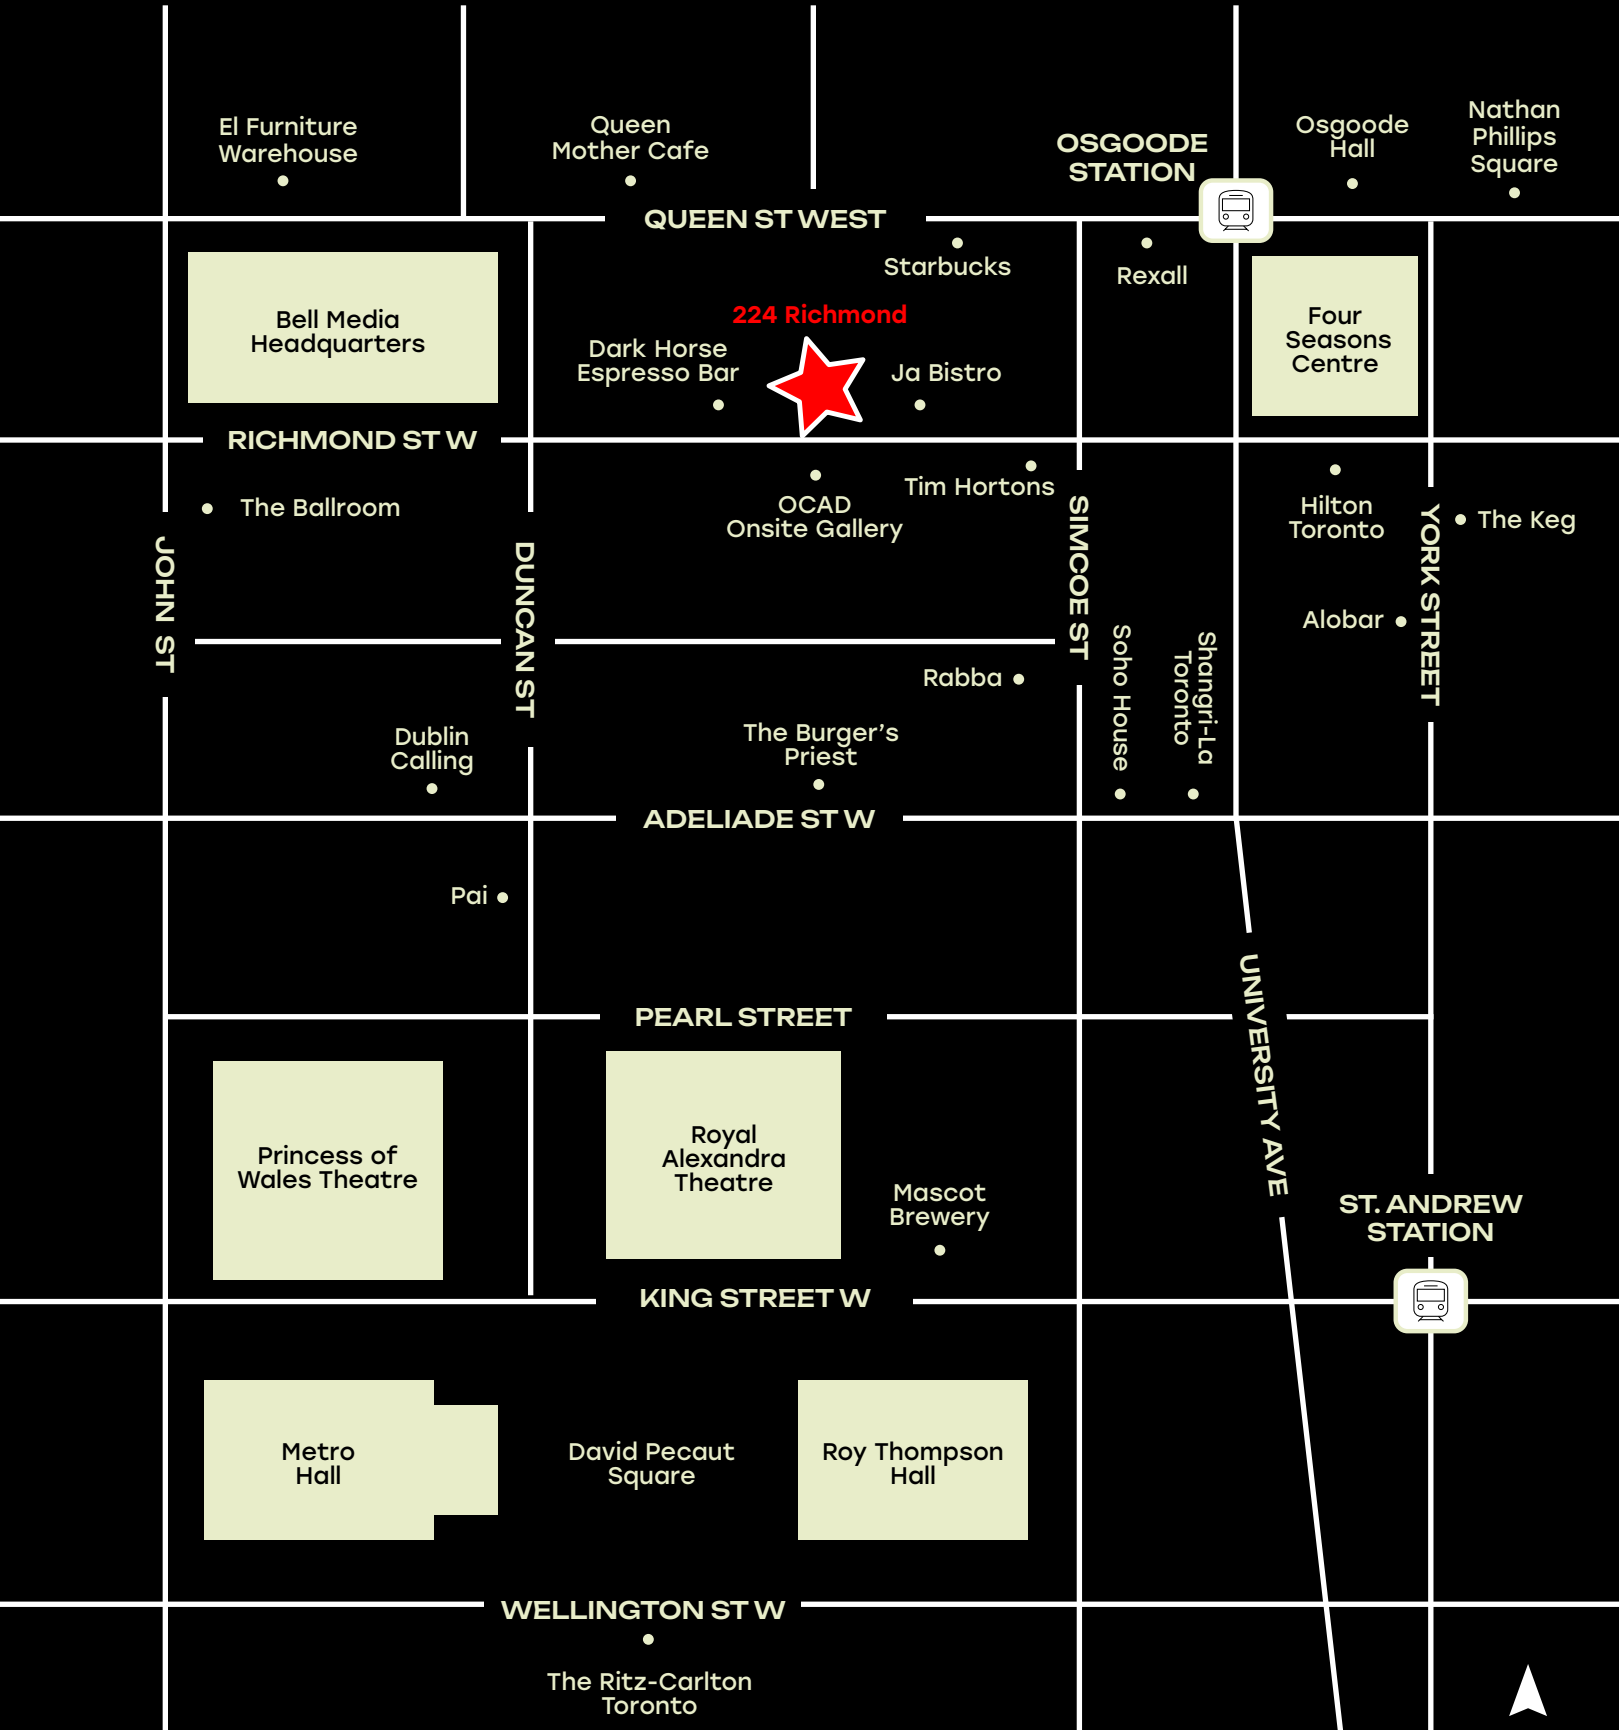 El Furniture
Warehouse
Queen
Mother Cafe
OSGOODE
STATION
Osgoode
Hall
Nathan
Phillips
Square
QUEEN ST WEST
Starbucks
Rexall
Bell Media
Headquarters
224 Richmond
Dark Horse
Espresso Bar
Ja Bistro
Four
Seasons
Centre
RICHMOND ST W
The Ballroom
OCAD
Onsite Gallery
Tim Hortons
Hilton
Toronto
The Keg
JOHN ST
DUNCAN ST
SIMCOE ST
YORK STREET
Alobar
Soho House
Shangri-La
Toronto
Rabba
Dublin
Calling
The Burger’s
Priest
ADELIADE ST W
Pai
UNIVERSITY AVE
PEARL STREET
Princess of
Wales Theatre
Royal
Alexandra
Theatre
Mascot
Brewery
ST. ANDREW
STATION
KING STREET W
Metro
Hall
David Pecaut
Square
Roy Thompson
Hall
WELLINGTON ST W
The Ritz-Carlton
Toronto